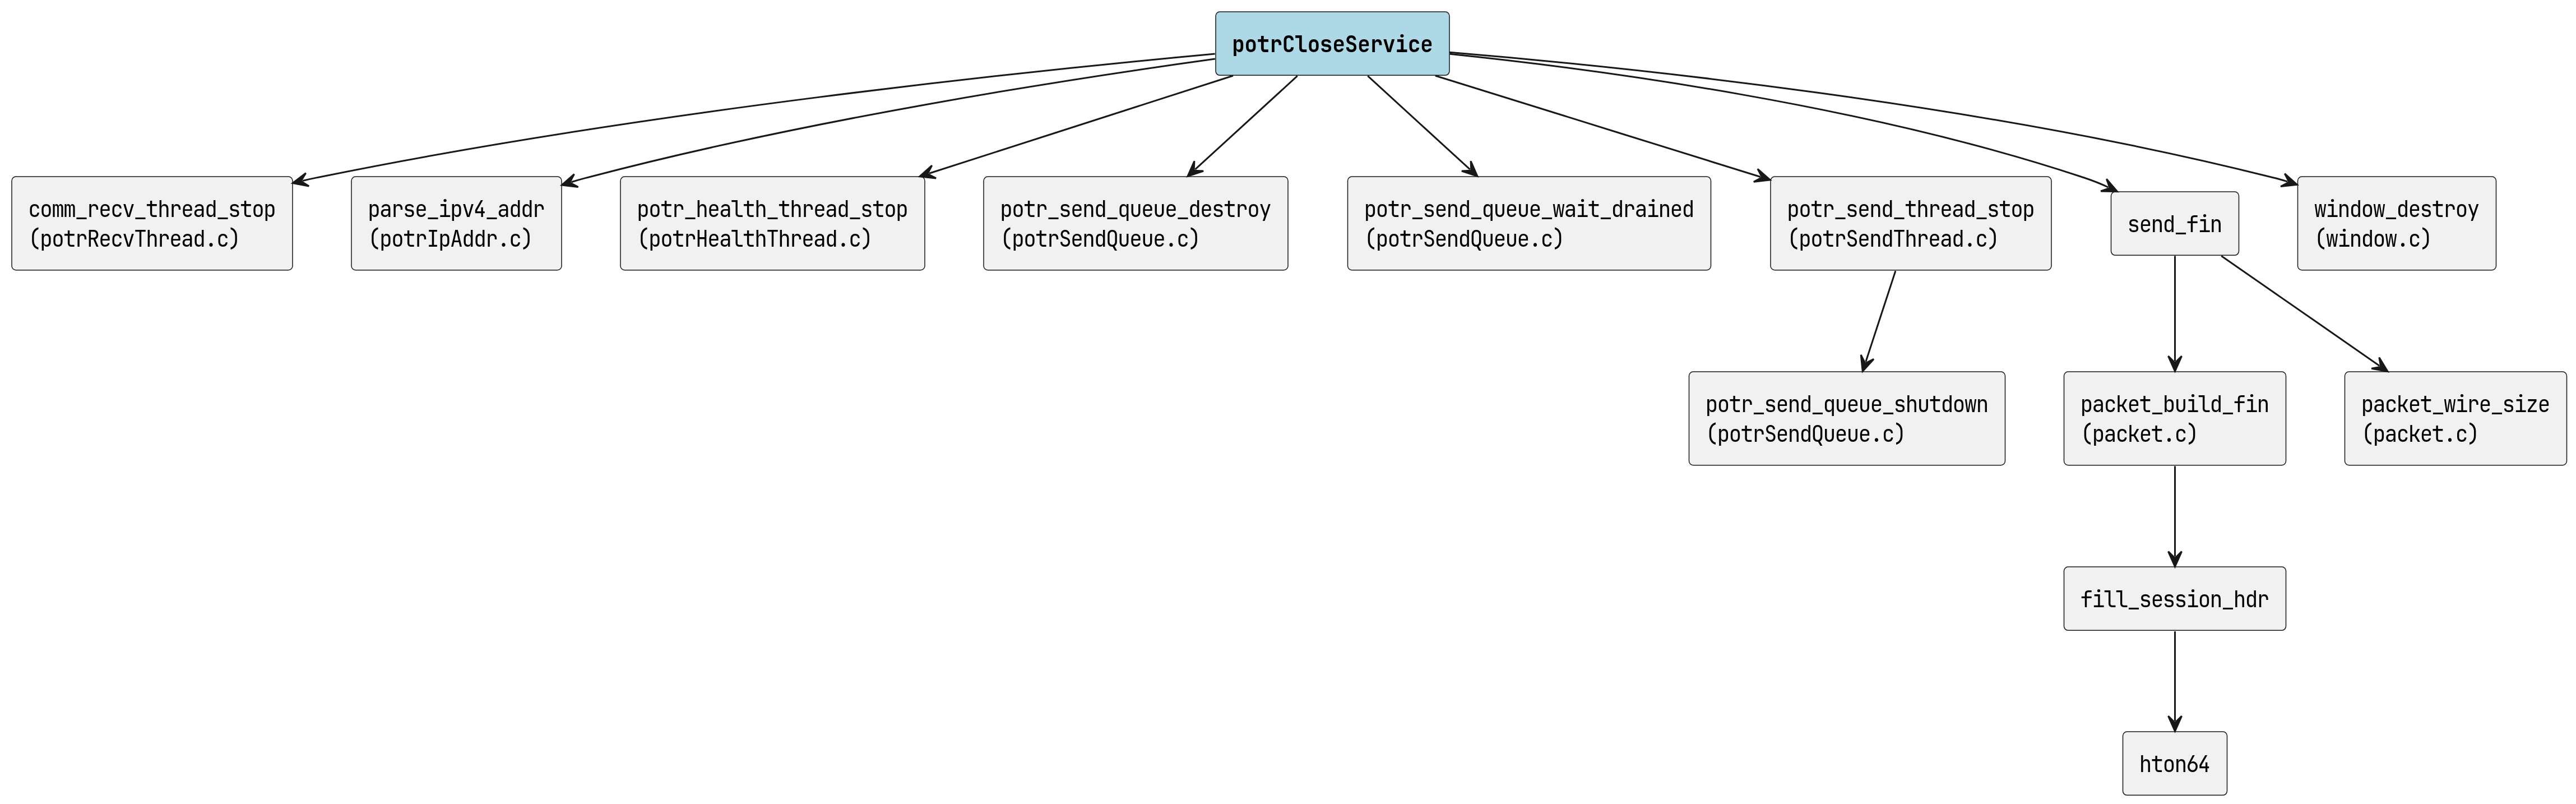 potrCloseService
comm_recv_thread_stop
(potrRecvThread.c)
parse_ipv4_addr
(potrIpAddr.c)
potr_health_thread_stop
(potrHealthThread.c)
potr_send_queue_destroy
(potrSendQueue.c)
potr_send_queue_wait_drained
(potrSendQueue.c)
potr_send_thread_stop
(potrSendThread.c)
send_fin
window_destroy
(window.c)
potr_send_queue_shutdown
(potrSendQueue.c)
packet_build_fin
(packet.c)
packet_wire_size
(packet.c)
fill_session_hdr
hton64